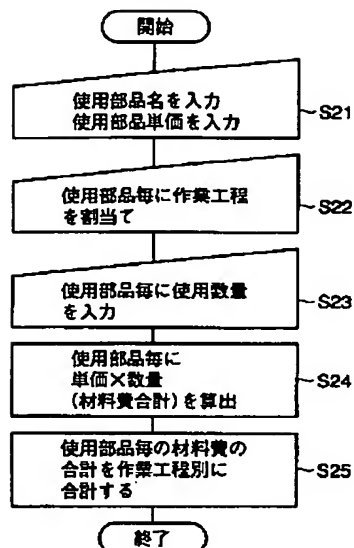 開始
使用部品名を入力
使用部品単価を入力
S21
使用部品毎に作業工程
を割当て
S22
使用部品毎に使用数量
を入力
S23
使用部品毎に
単価×数量
(材料費合計)を算出
S24
使用部品毎の材料費の
合計を作業工程別に
合計する
S25
終了